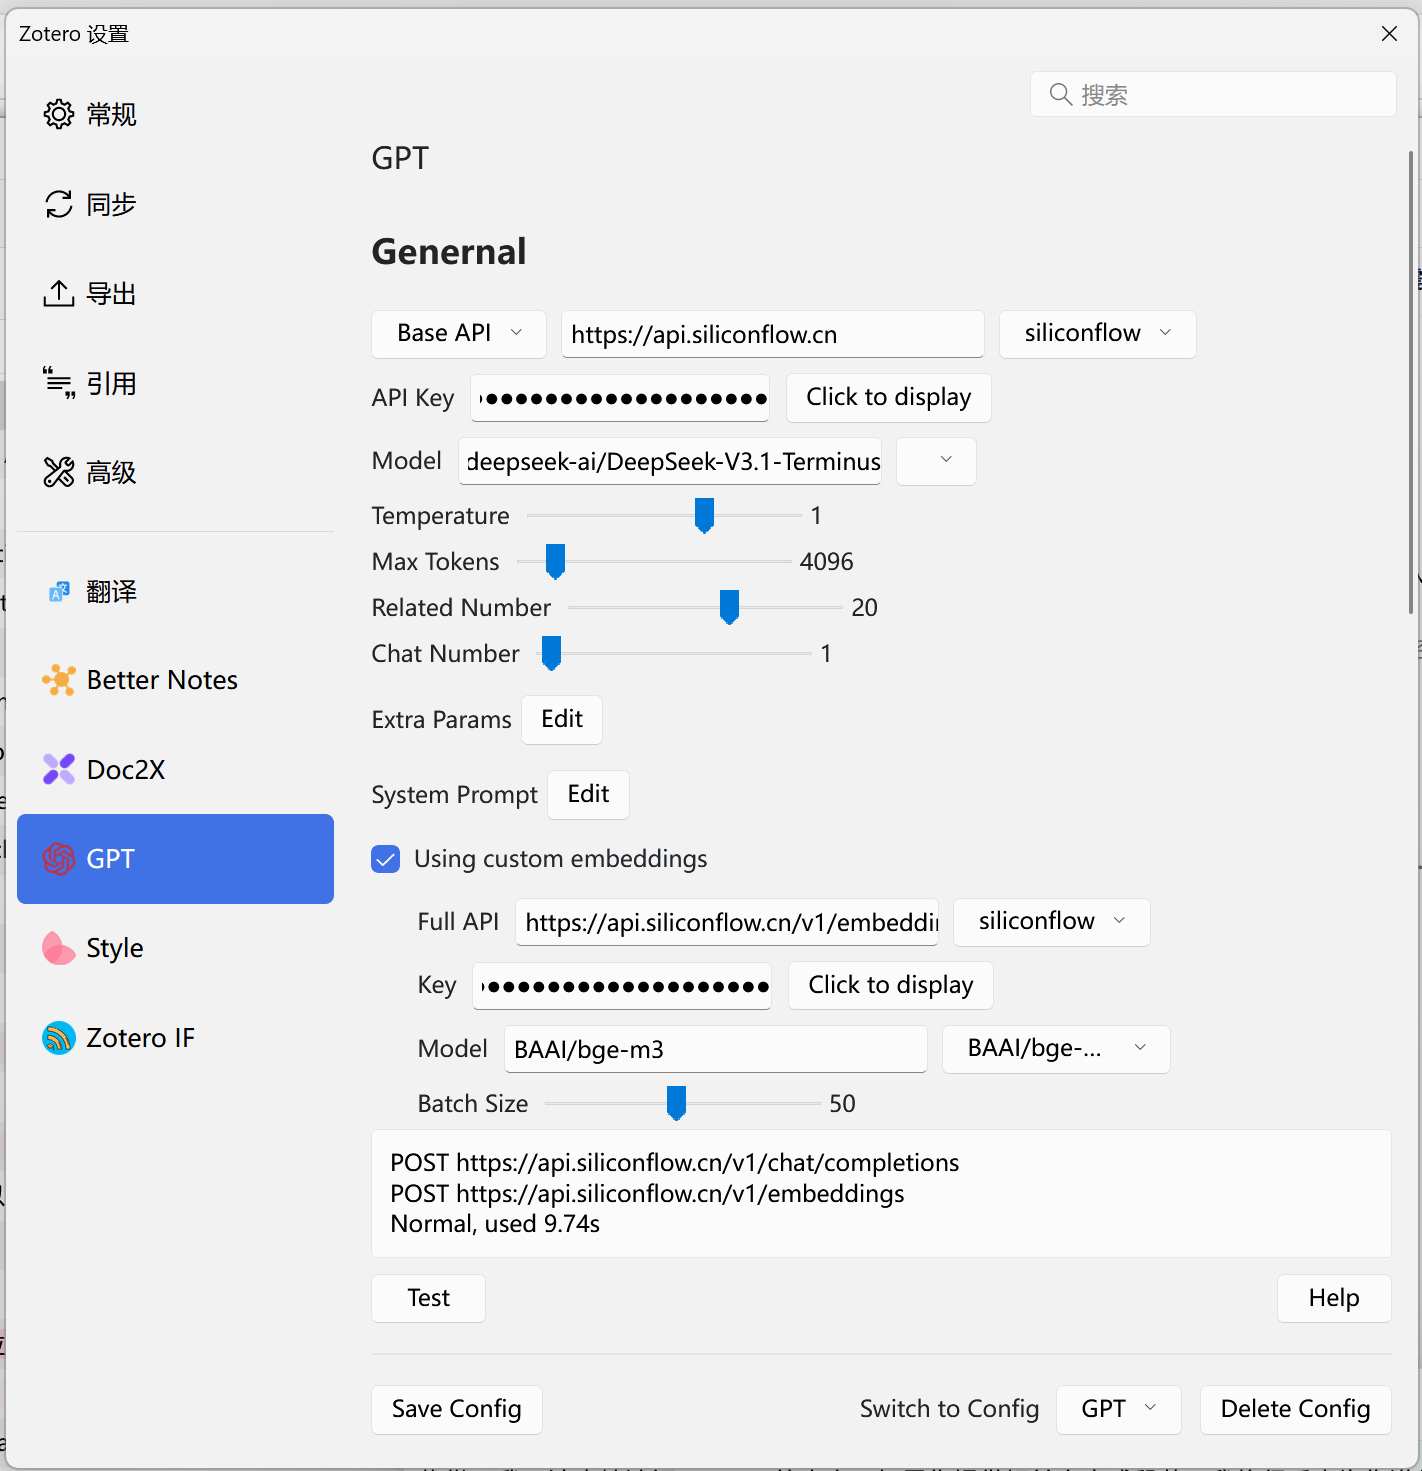 Zotero 设置
搜索
常规
同步
导出
引用
高级
翻译
Better Notes
Doc2X
GPT
Style
Zotero IF
GPT
Genernal
Base API https://api.siliconflow.cn siliconflow
API Key Click to display
Model deepseek-ai/DeepSeek-V3.1-Terminus
Temperature 1
Max Tokens 4096
Related Number 20
Chat Number 1
Extra Params Edit
System Prompt Edit
Using custom embeddings
Full API https://api.siliconflow.cn/v1/embeddi siliconflow
Key Click to display
Model BAAI/bge-m3 BAAI/bge-...
Batch Size 50
POST https://api.siliconflow.cn/v1/chat/completions
POST https://api.siliconflow.cn/v1/embeddings
Normal, used 9.74s
Test Help
Save Config Switch to Config GPT Delete Config